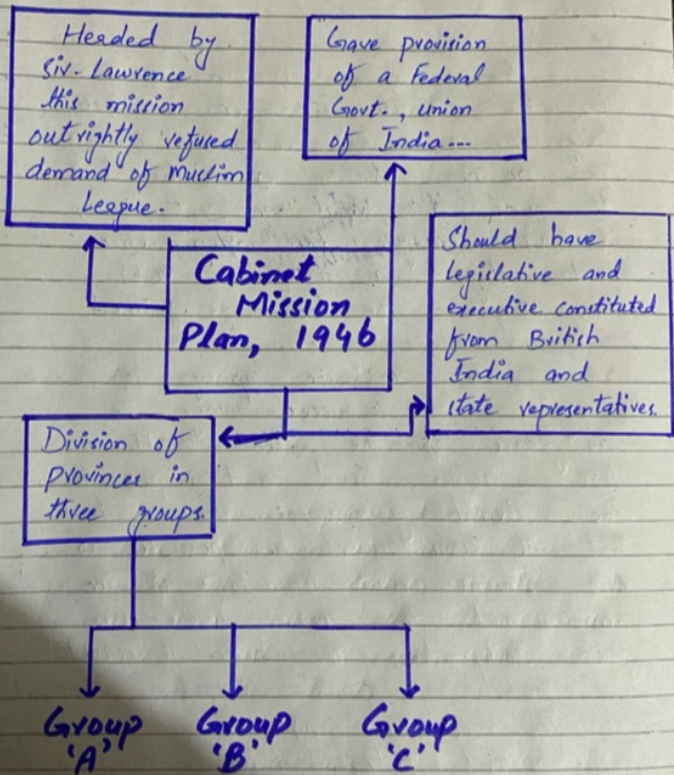 Headed by
Sir. Lawrence
this mission
outrightly refused
demand of Muslim
League.
Gave provision
of a Federal
Govt., union
of India ...
Cabinet
Mission
Plan, 1946
Should have
legislative and
executive constituted
from British
India and
state representatives.
Division of
provinces in
three groups.
Group
'A'
Group
'B'
Group
'C'